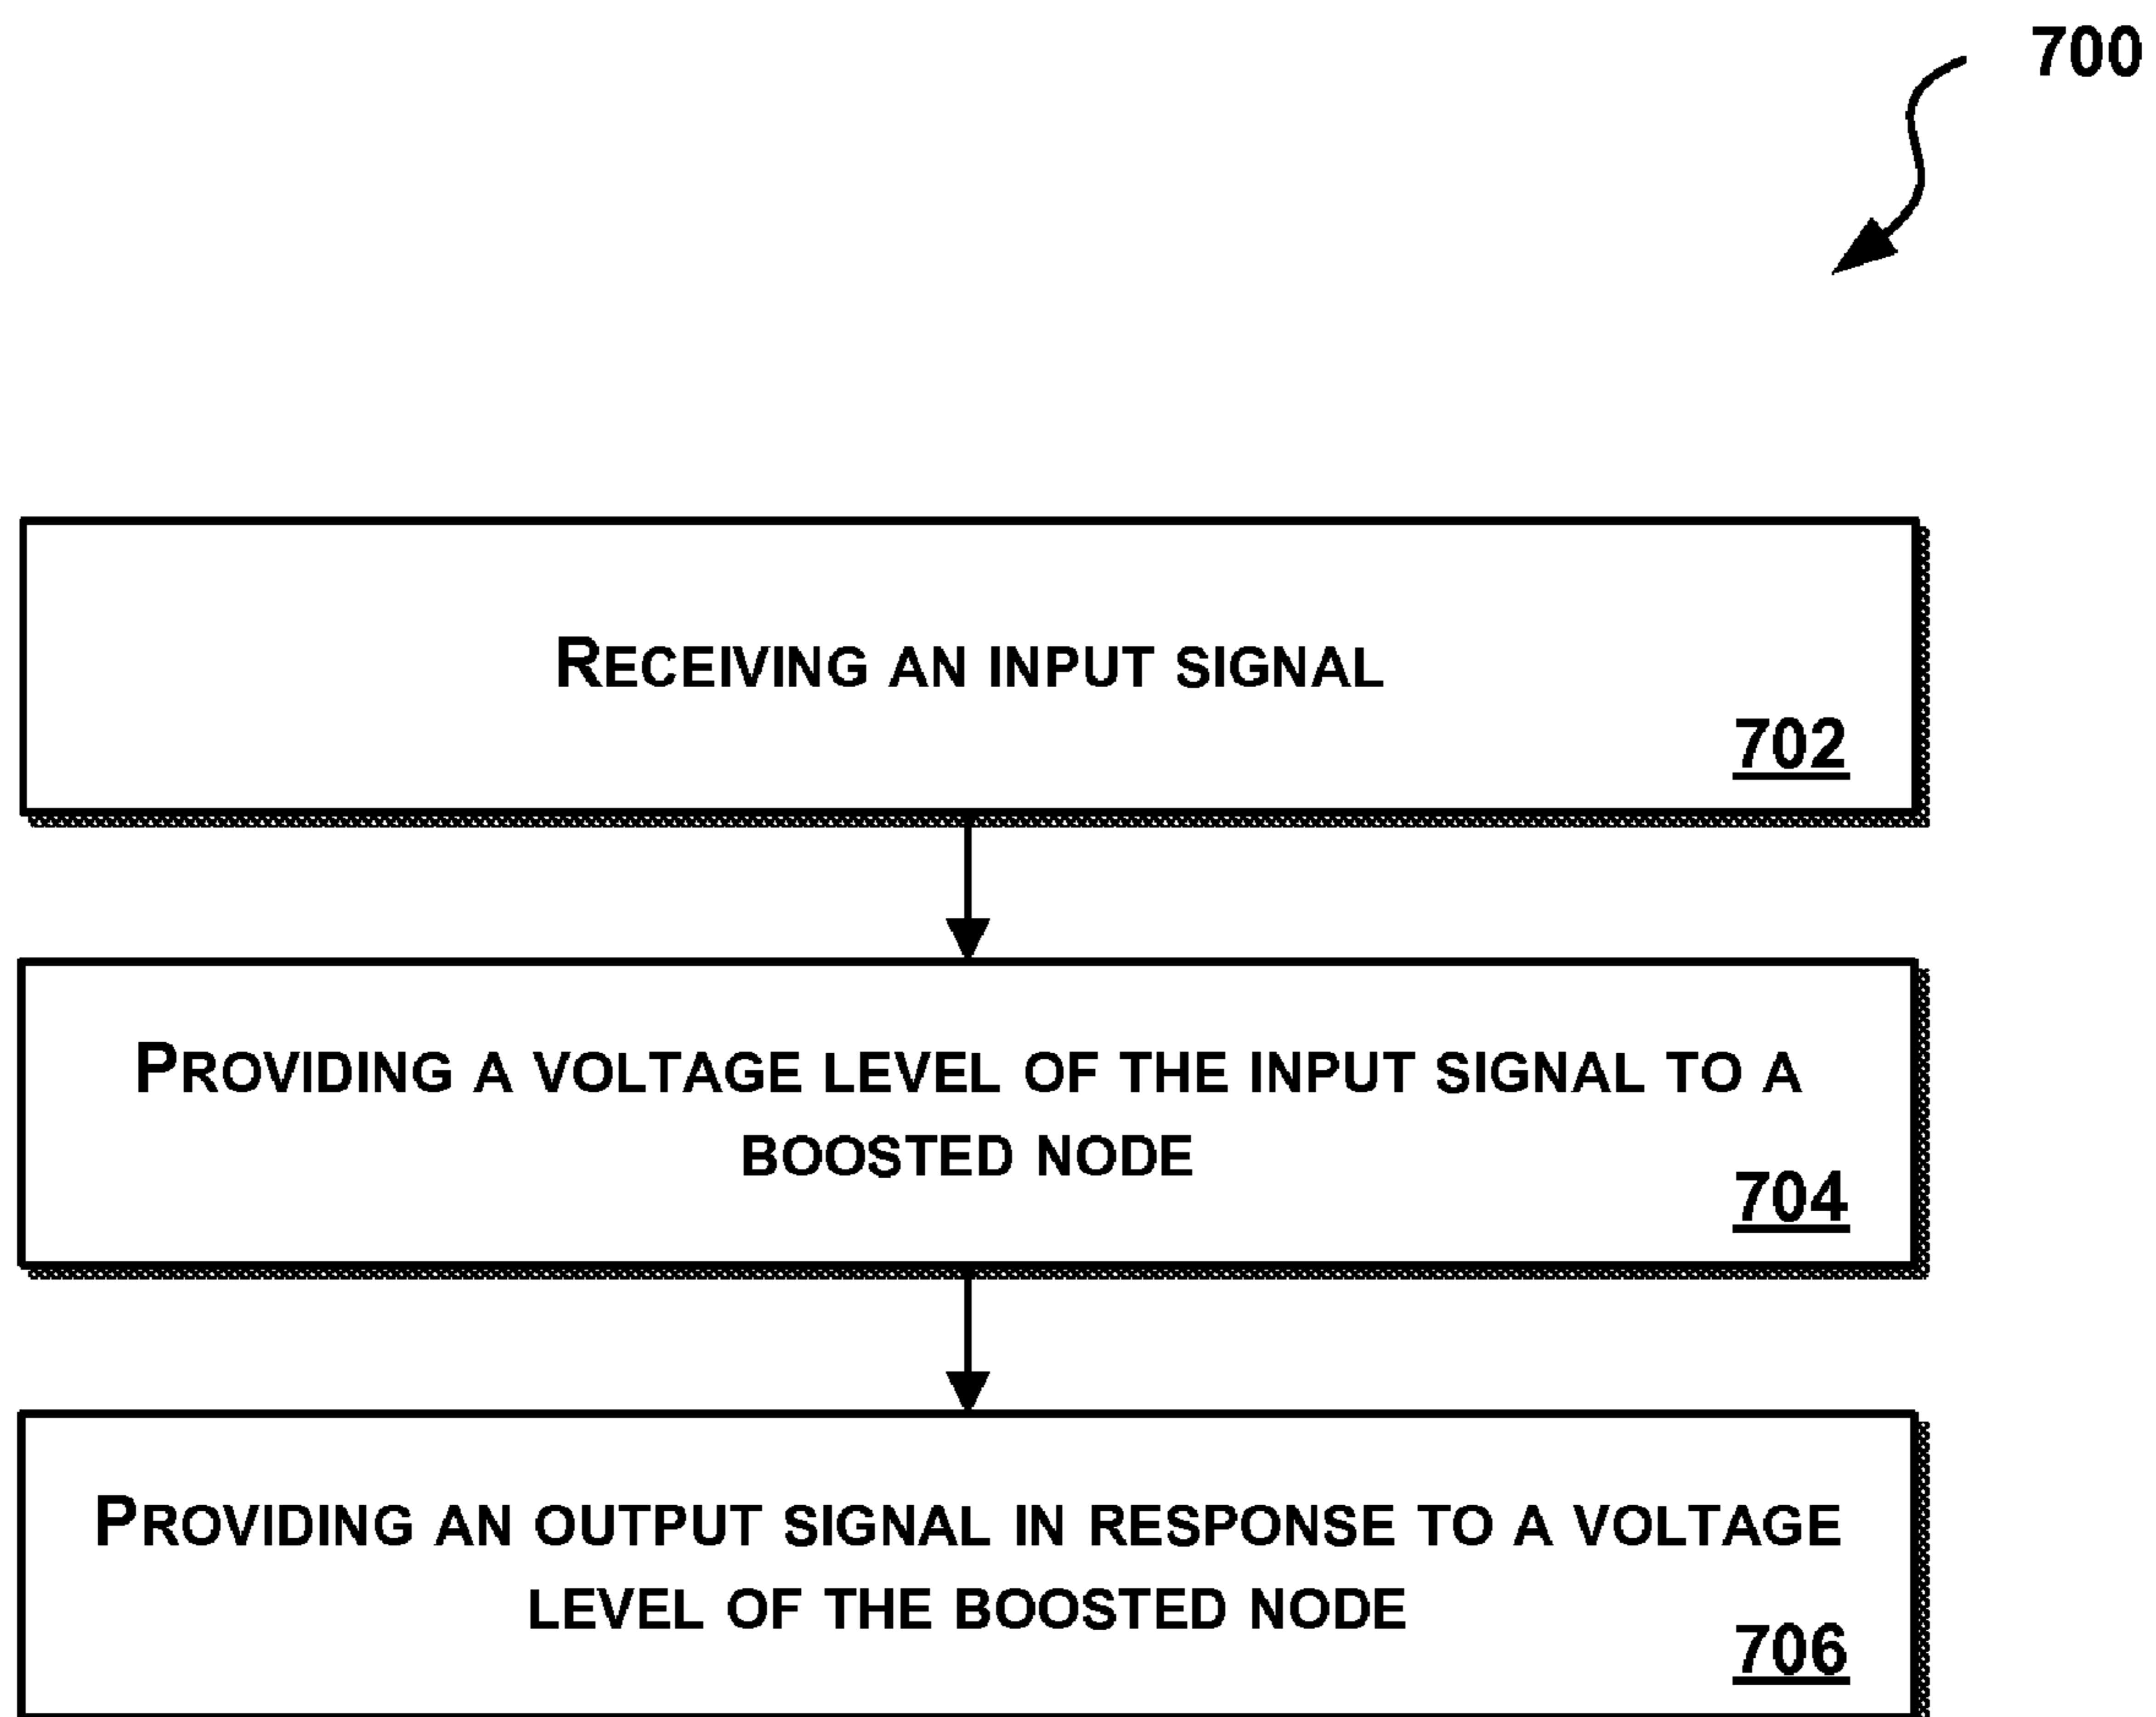 700
RECEIVING AN INPUT SIGNAL
702
PROVIDING A VOLTAGE LEVEL OF THE INPUT SIGNAL TO A
BOOSTED NODE
704
PROVIDING AN OUTPUT SIGNAL IN RESPONSE TO A VOLTAGE
LEVEL OF THE BOOSTED NODE
706